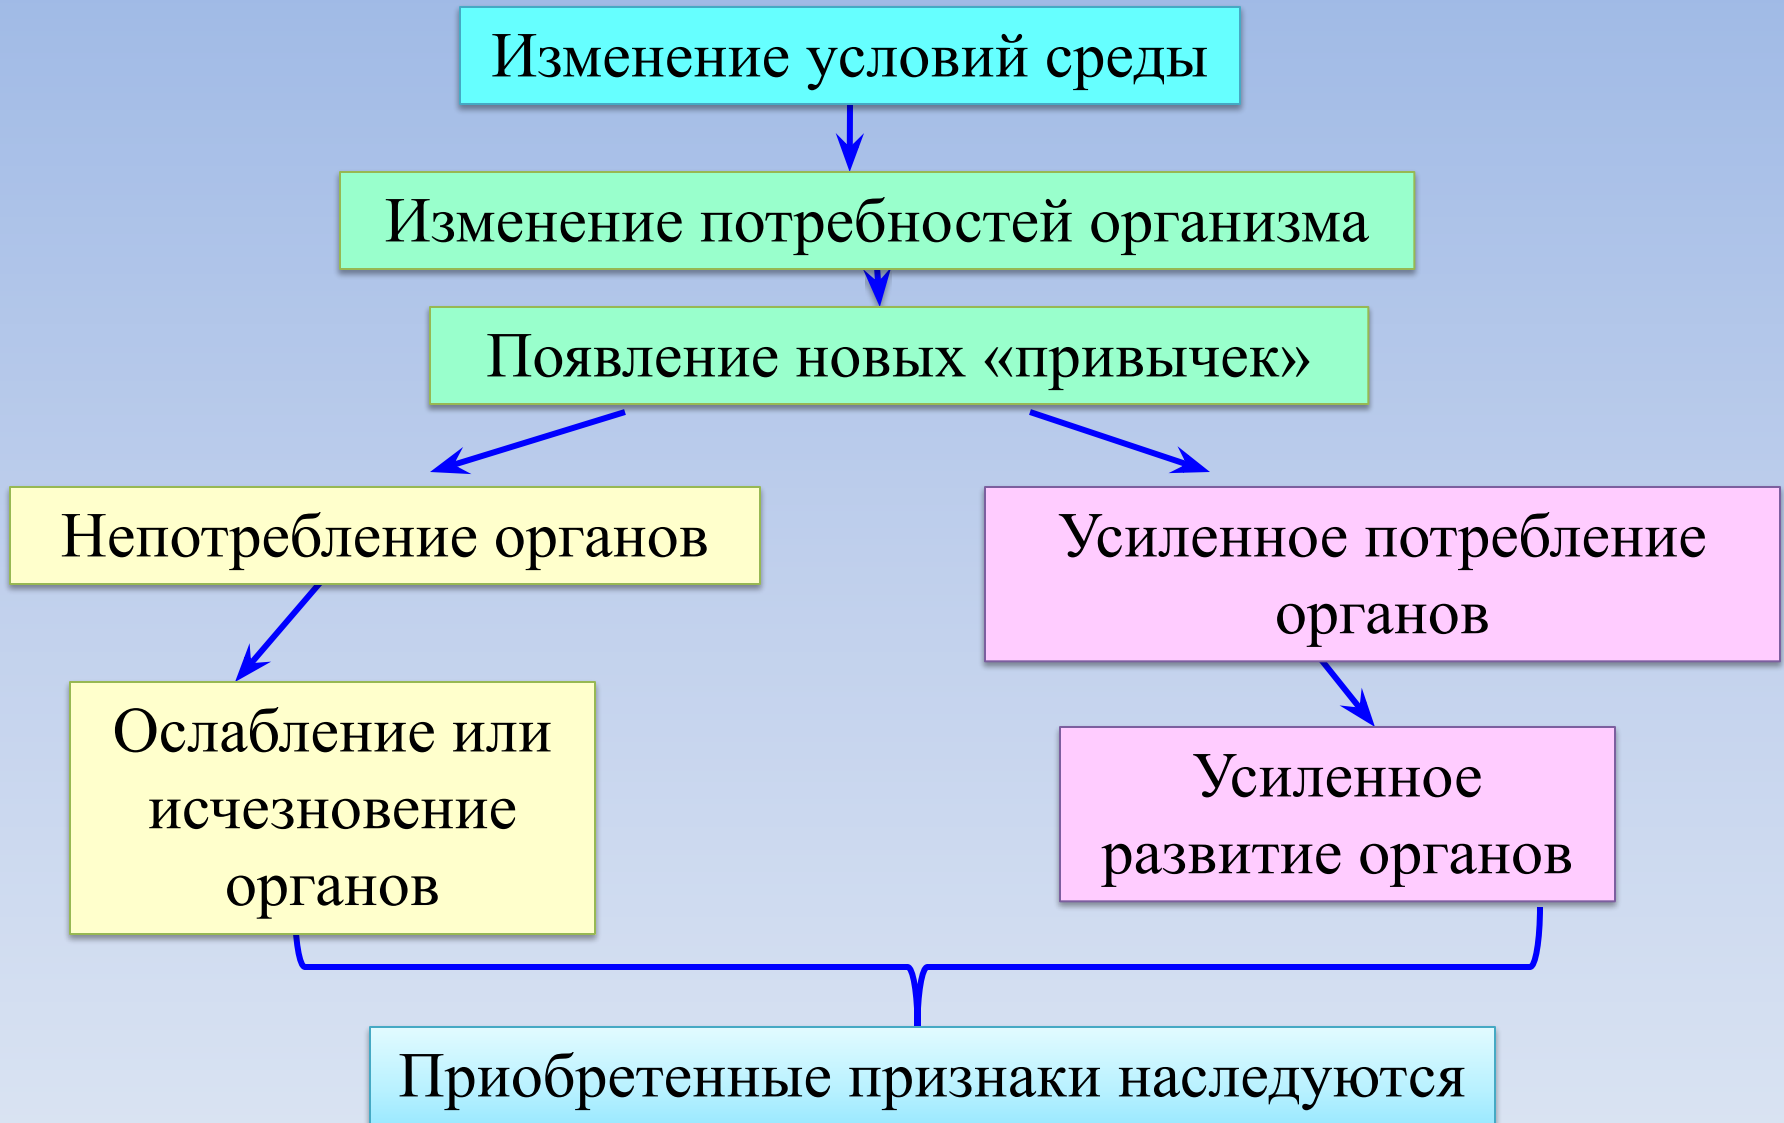 Изменение условий среды
Изменение потребностей организма
Появление новых «привычек»
Непотребление органов
Усиленное потребление
органов
Ослабление или
исчезновение
органов
Усиленное
развитие органов
Приобретенные признаки наследуются